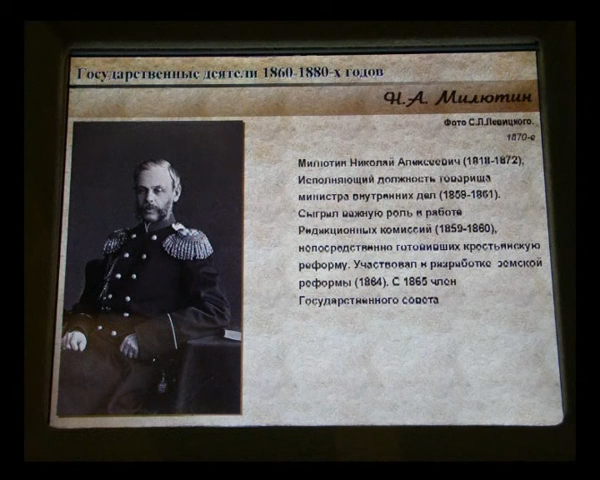 Государственные деятели 1860-1880-х годов
Н.А. Милютин
Фото С.Л.Левицкого.
1870-е
Милютин Николай Алексеевич (1818-1872),
Исполняющий должность товарища
министра внутренних дел (1859-1861).
Сыграл важную роль в работе
Редакционных комиссий (1859-1860),
непосредственно готовивших крестьянскую
реформу. Участвовал в разработке земской
реформы (1864). С 1865 член
Государственного совета